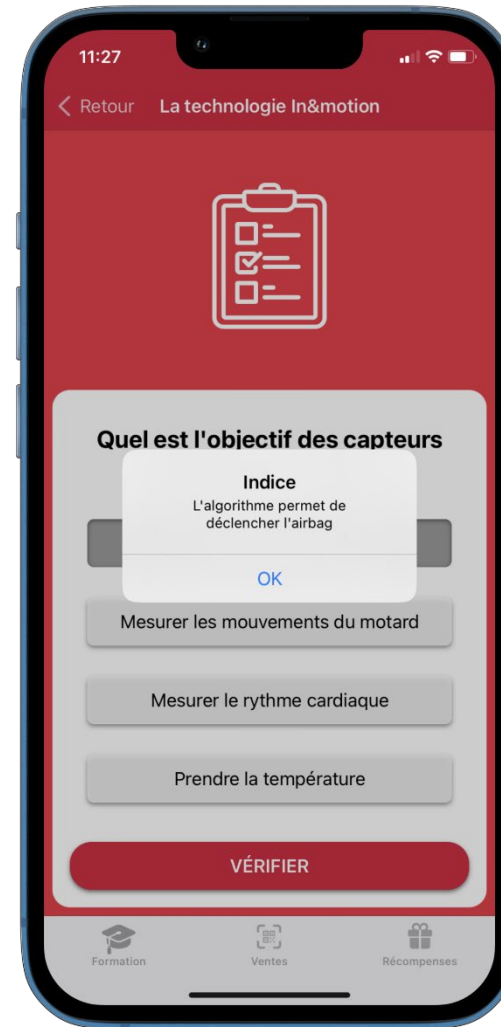 11:27
Retour La technologie In&motion
Quel est l'objectif des capteurs
Indice
L'algorithme permet de
déclencher l'airbag
OK
Mesurer les mouvements du motard
Mesurer le rythme cardiaque
Prendre la température
VÉRIFIER
Formation Ventes Récompenses